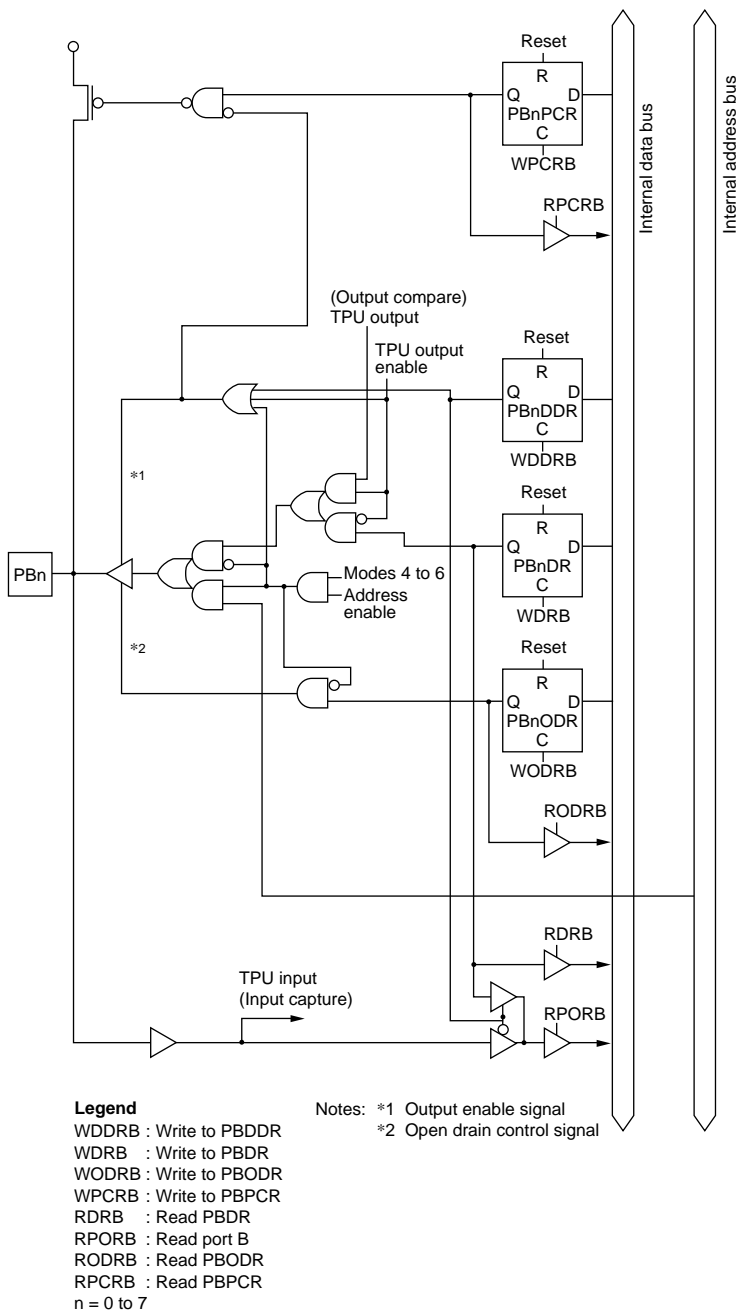 Reset
R
Q D
PBnPCR
C
WPCRB
RPCRB
Internal data bus
Internal address bus
(Output compare)
TPU output
TPU output
enable
Reset
R
Q D
PBnDDR
C
WDDRB
*1
Reset
R
Q D
PBnDR
C
WDRB
PBn
Modes 4 to 6
Address
enable
*2
Reset
R
Q D
PBnODR
C
WODRB
RODRB
RDRB
TPU input
(Input capture)
RPORB
Legend
WDDRB : Write to PBDDR
WDRB : Write to PBDR
WODRB : Write to PBODR
WPCRB : Write to PBPCR
RDRB : Read PBDR
RPORB : Read port B
RODRB : Read PBODR
RPCRB : Read PBPCR
n = 0 to 7
Notes: *1 Output enable signal
*2 Open drain control signal